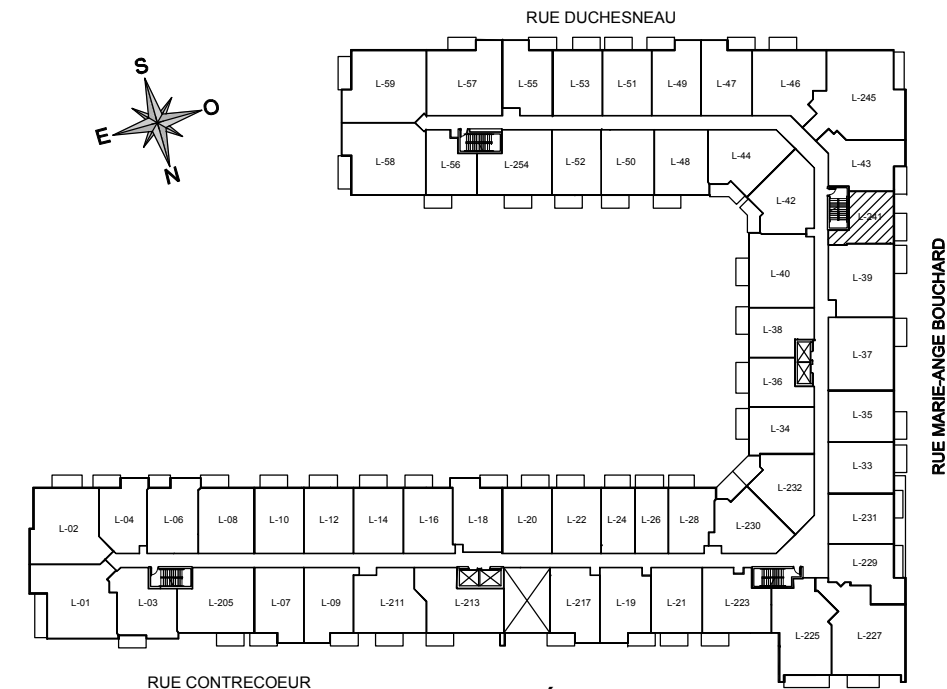 RUE DUCHESNEAU
S
E
O
N
L-59
L-57
L-55
L-53
L-51
L-49
L-47
L-46
L-245
L-58
L-56
L-254
L-52
L-50
L-48
L-44
L-43
L-42
L-241
L-40
L-39
L-38
L-37
L-36
L-35
L-34
L-33
L-232
L-231
L-230
L-229
RUE MARIE-ANGE BOUCHARD
L-02
L-04
L-06
L-08
L-10
L-12
L-14
L-16
L-18
L-20
L-22
L-24
L-26
L-28
L-01
L-03
L-205
L-07
L-09
L-211
L-213
L-217
L-19
L-21
L-223
L-225
L-227
RUE CONTRECOEUR